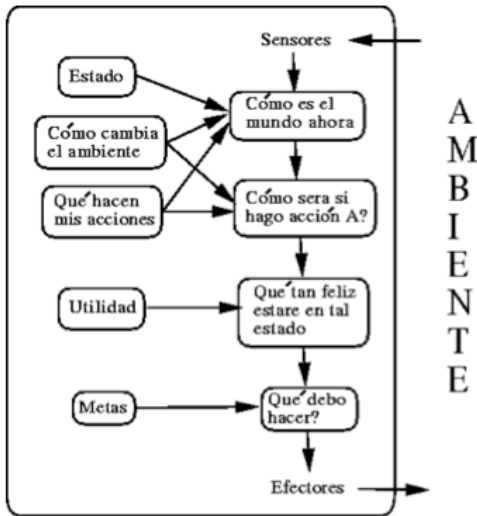 Sensores
Estado
Cómo es el
mundo ahora
Cómo cambia
el ambiente
Qué hacen
mis acciones
Cómo sera si
hago acción A?
Utilidad
Qué tan feliz
estare en tal
estado
Metas
Qué debo
hacer?
Efectores
AMBIENTE